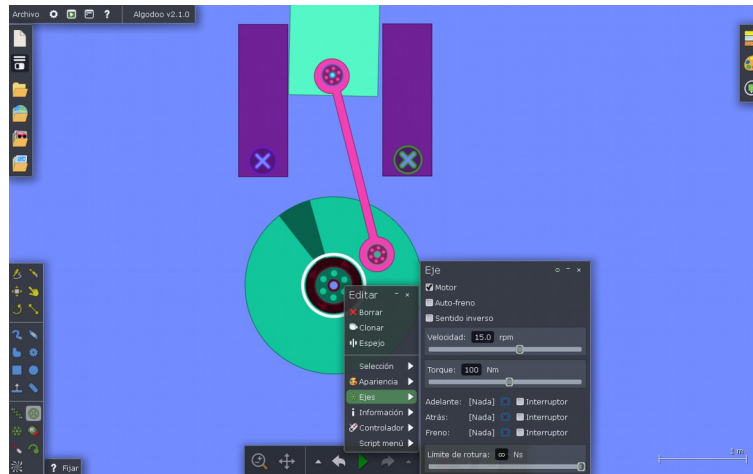 Archivo ? Algodoo v2.1.0
Editar
Borrar
Clonar
Espejo
Selección
Apariencia
Ejes
Información
Controlador
Script menú
Eje
Motor
Auto-freno
Sentido inverso
Velocidad: 15.0 rpm
Torque: 100 Nm
Adelante: [Nada] Interruptor
Atrás: [Nada] Interruptor
Freno: [Nada] Interruptor
Límite de rotura: ∞ Ns
1 m
? Fijar